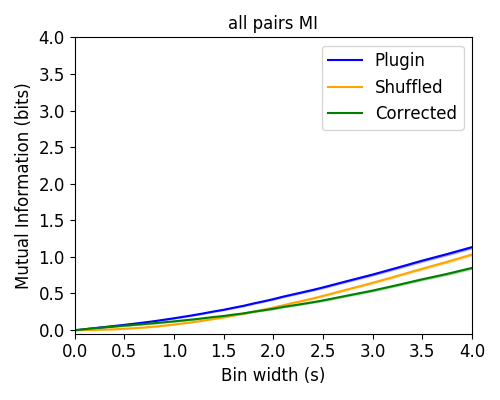 all pairs MI
Mutual Information (bits)
4.0
3.5
3.0
2.5
2.0
1.5
1.0
0.5
0.0
Plugin
Shuffled
Corrected
0.0 0.5 1.0 1.5 2.0 2.5 3.0 3.5 4.0
Bin width (s)